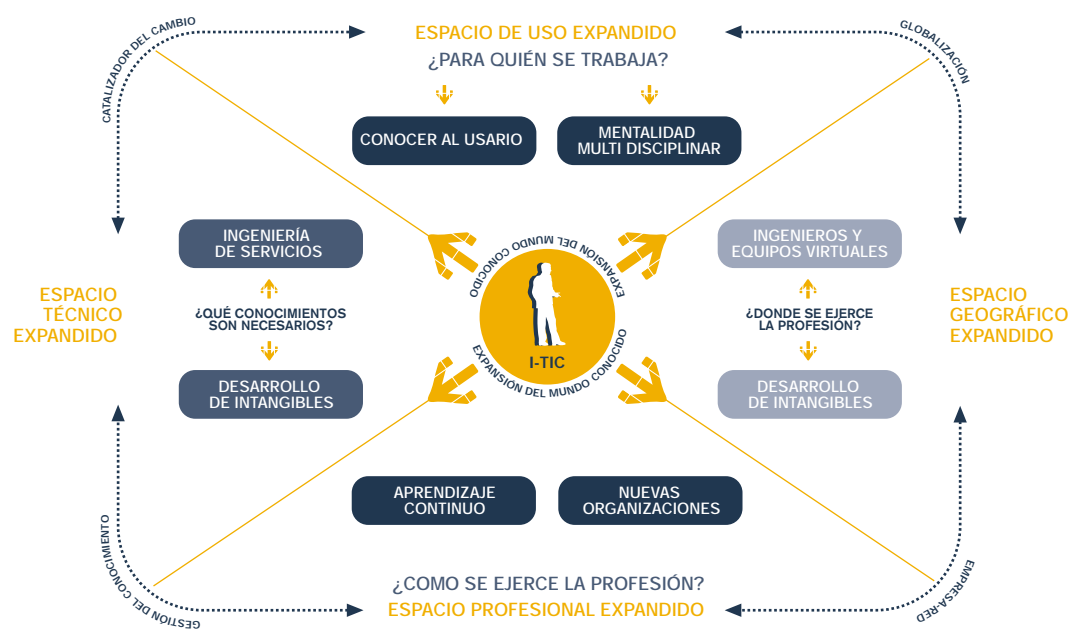 CATALIZADOR DEL CAMBIO
ESPACIO DE USO EXPANDIDO
¿PARA QUIÉN SE TRABAJA?
GLOBALIZACIÓN
CONOCER AL USARIO
MENTALIDAD
MULTI DISCIPLINAR
INGENIERÍA
DE SERVICIOS
EXPANSIÓN DEL MUNDO CONOCIDO
INGENIEROS Y
EQUIPOS VIRTUALES
ESPACIO
TÉCNICO
EXPANDIDO
¿QUÉ CONOCIMIENTOS
SON NECESARIOS?
I-TIC
¿DONDE SE EJERCE
LA PROFESIÓN?
ESPACIO
GEOGRÁFICO
EXPANDIDO
EXPANSIÓN DEL MUNDO CONOCIDO
DESARROLLO
DE INTANGIBLES
DESARROLLO
DE INTANGIBLES
APRENDIZAJE
CONTINUO
NUEVAS
ORGANIZACIONES
GESTIÓN DEL CONOCIMIENTO
¿COMO SE EJERCE LA PROFESIÓN?
ESPACIO PROFESIONAL EXPANDIDO
EMPRESA-RED